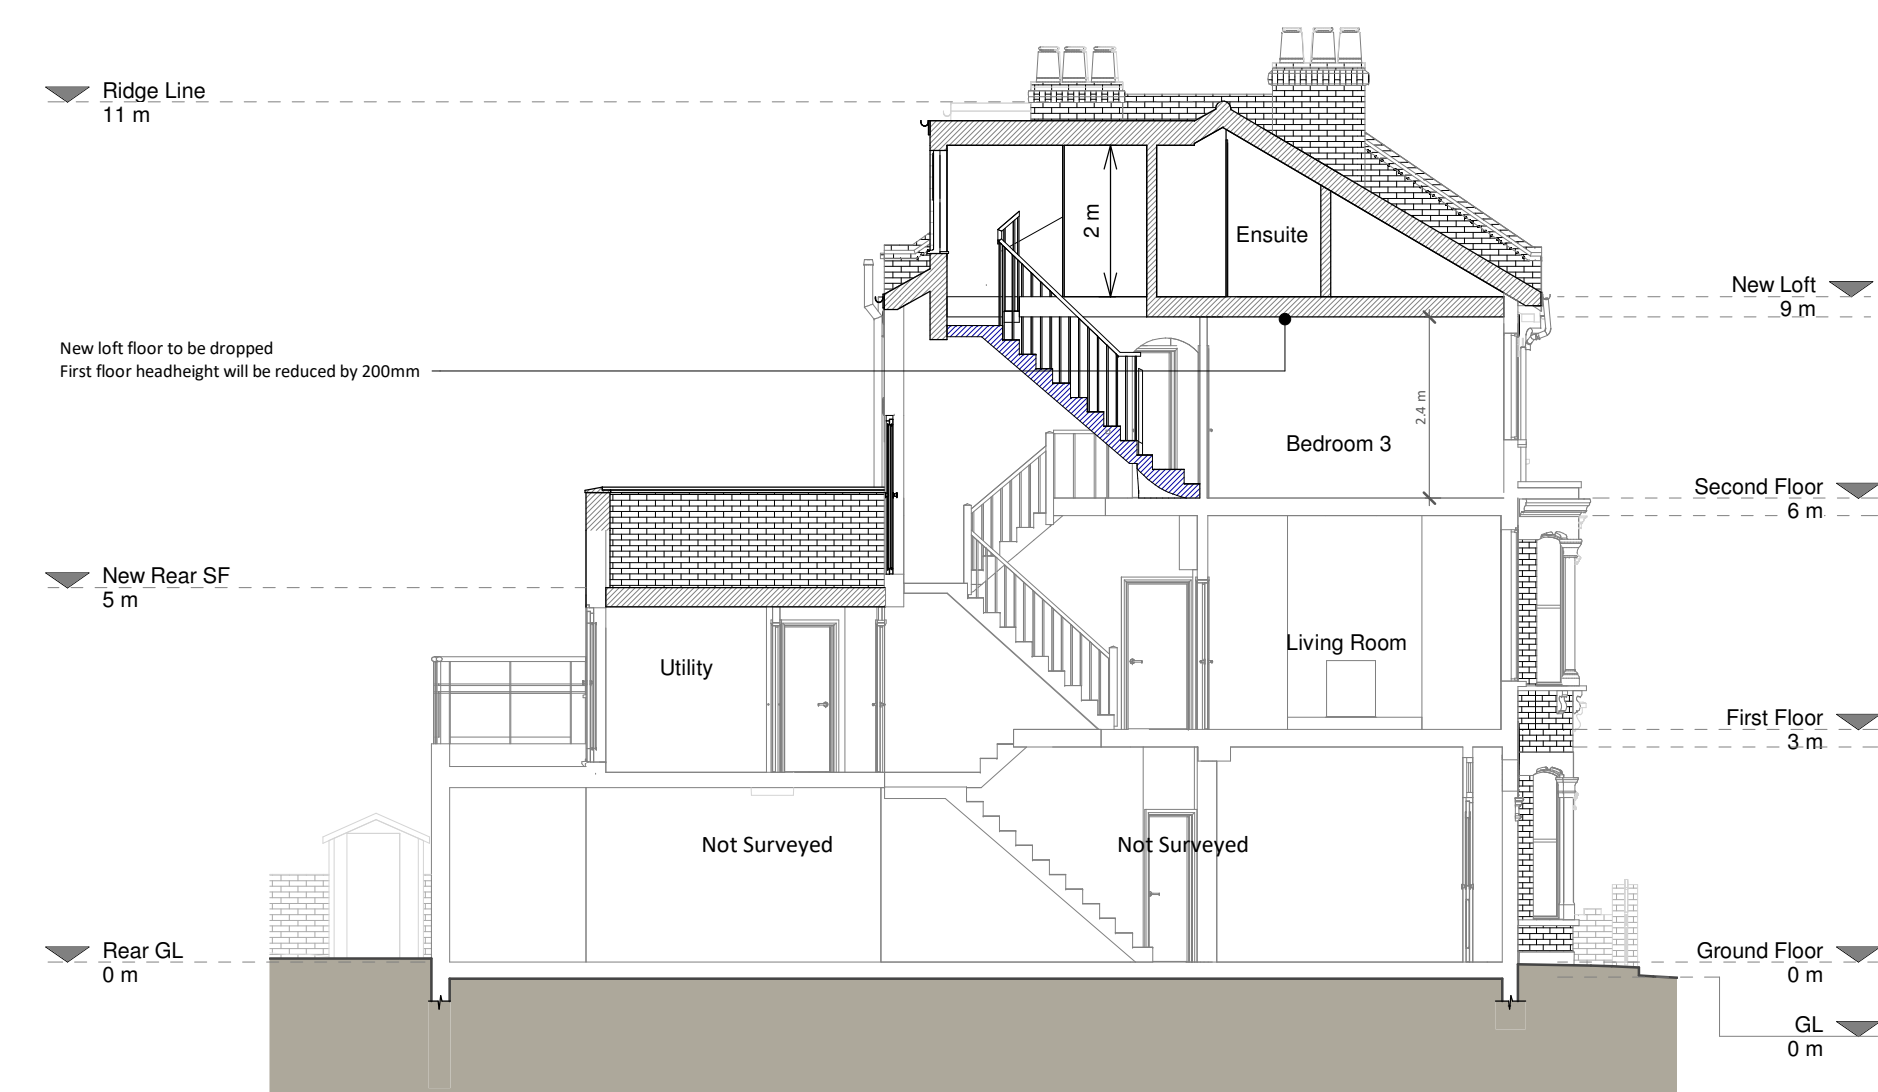 Ridge Line
11 m
2 m
Ensuite
New Loft
9 m
New loft floor to be dropped
First floor headheight will be reduced by 200mm
2.4 m
Bedroom 3
Second Floor
6 m
New Rear SF
5 m
Living Room
Utility
First Floor
3 m
Not Surveyed
Not Surveyed
Rear GL
0 m
Ground Floor
0 m
GL
0 m